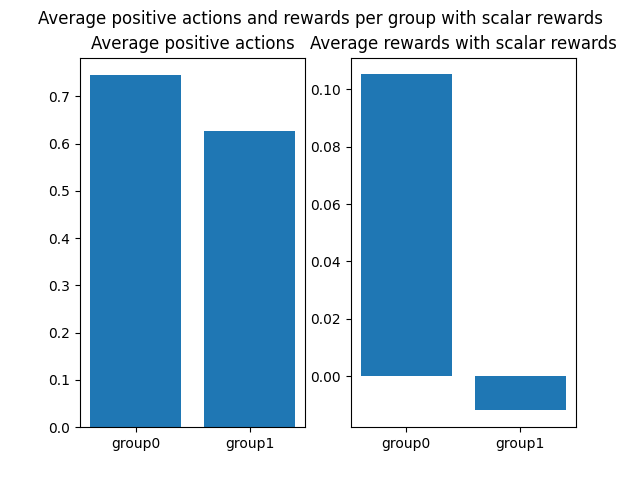 Average positive actions and rewards per group with scalar rewards
Average positive actions
0.7
0.6
0.5
0.4
0.3
0.2
0.1
0.0
group0 group1
Average rewards with scalar rewards
0.10
0.08
0.06
0.04
0.02
0.00
group0 group1